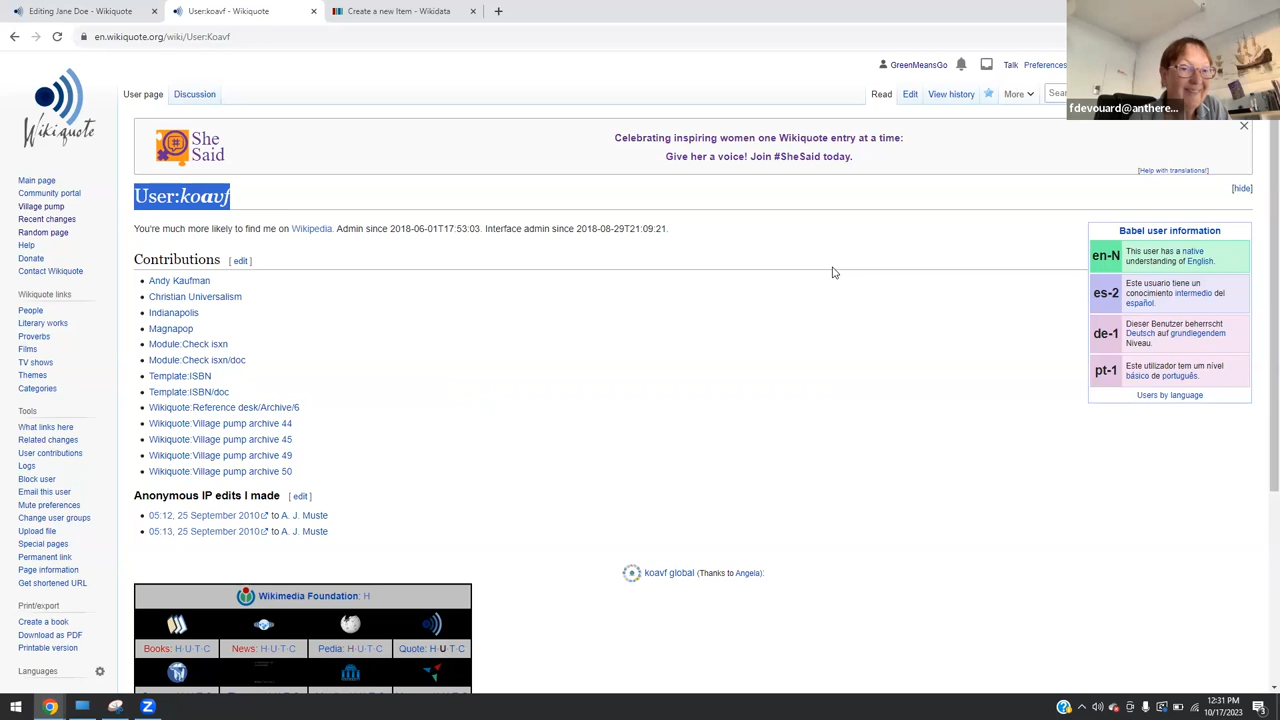 Editing Jane Doe - Wikiquote
User:koavf - Wikiquote
Create a new Item - Wikidata
en.wikiquote.org/wiki/User:Koavf
GreenMeansGo
Talk
Preferences
fdevouard@anthere...
Wikiquote
User page
Discussion
Read
Edit
View history
More
Sear
She
Said
Celebrating inspiring women one Wikiquote entry at a time:
Give her a voice! Join #SheSaid today.
[Help with translations!]
Main page
Community portal
Village pump
Recent changes
Random page
Help
Donate
Contact Wikiquote
Wikiquote links
People
Literary works
Proverbs
Films
TV shows
Themes
Categories
Tools
What links here
Related changes
User contributions
Logs
Block user
Email this user
Mute preferences
Change user groups
Upload file
Special pages
Permanent link
Page information
Get shortened URL
Print/export
Create a book
Download as PDF
Printable version
Languages
User:koavf
[hide]
You're much more likely to find me on Wikipedia. Admin since 2018-06-01T17:53:03. Interface admin since 2018-08-29T21:09:21.
Contributions [ edit ]
Andy Kaufman
Christian Universalism
Indianapolis
Magnapop
Module:Check isxn
Module:Check isxn/doc
Template:ISBN
Template:ISBN/doc
Wikiquote:Reference desk/Archive/6
Wikiquote:Village pump archive 44
Wikiquote:Village pump archive 45
Wikiquote:Village pump archive 49
Wikiquote:Village pump archive 50
Anonymous IP edits I made [ edit ]
05:12, 25 September 2010 to A. J. Muste
05:13, 25 September 2010 to A. J. Muste
Babel user information
en-N
This user has a native
understanding of English.
es-2
Este usuario tiene un
conocimiento intermedio del
español.
de-1
Dieser Benutzer beherrscht
Deutsch auf grundlegendem
Niveau.
pt-1
Este utilizador tem um nível
básico de português.
Users by language
koavf global (Thanks to Angela):
Wikimedia Foundation: H
Books: H·U·T·C
News: H·U·T·C
Pedia: H·U·T·C
Quote: H·U·T·C
12:31 PM
10/17/2023
3